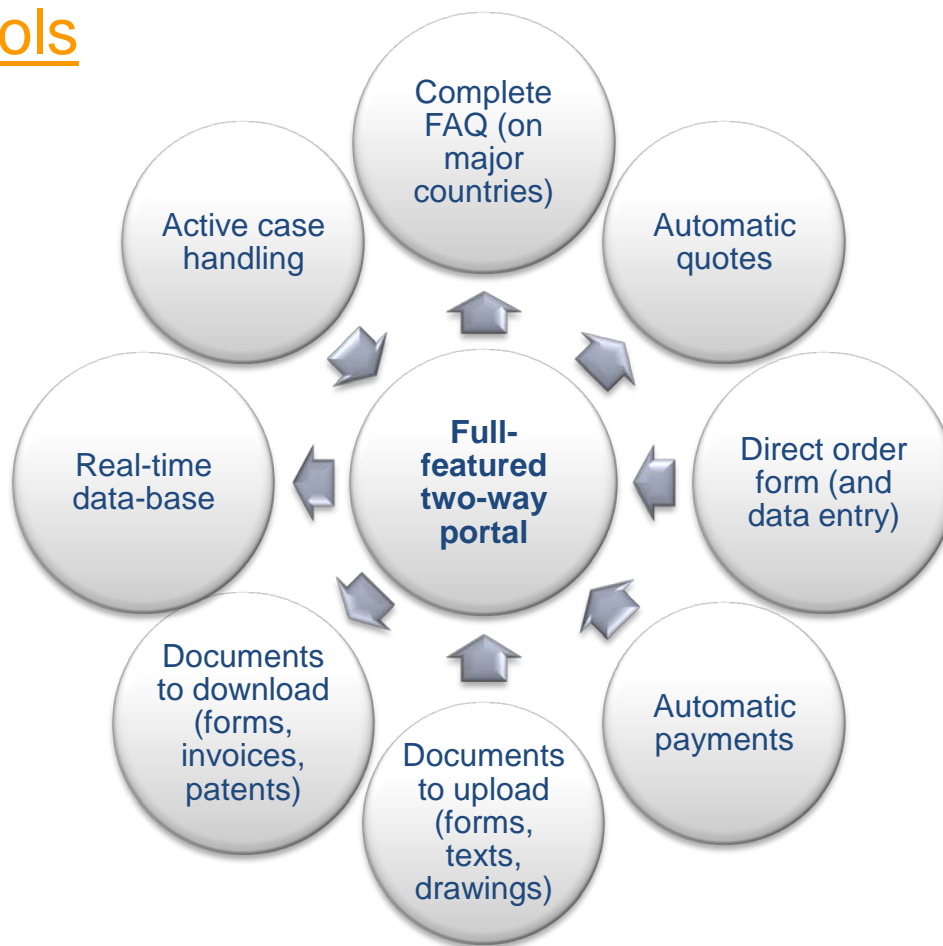 ols
Complete
FAQ (on
major
countries)
Automatic
quotes
Direct order
form (and
data entry)
Automatic
payments
Documents
to upload
(forms,
texts,
drawings)
Documents
to download
(forms,
invoices,
patents)
Real-time
data-base
Active case
handling
Full-
featured
two-way
portal